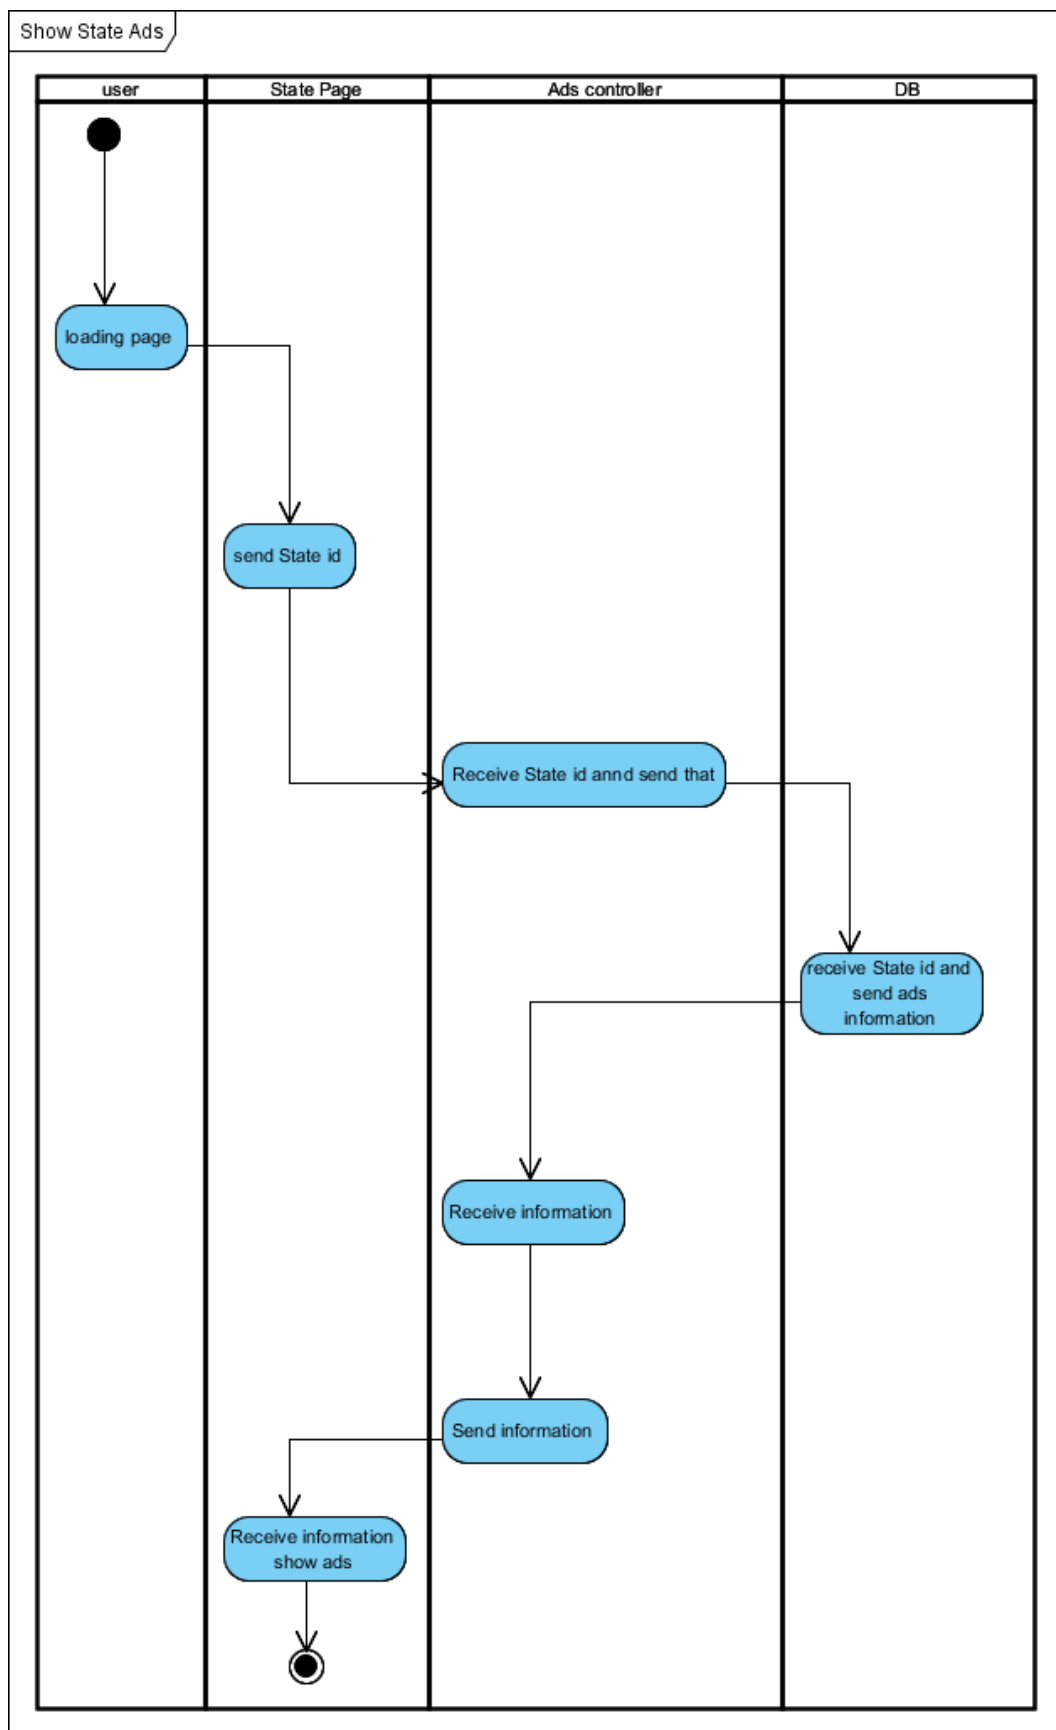 Show State Ads
user
State Page
Ads controller
DB
loading page
send State id
Receive State id annd send that
receive State id and
send ads
information
Receive information
Send information
Receive information
show ads